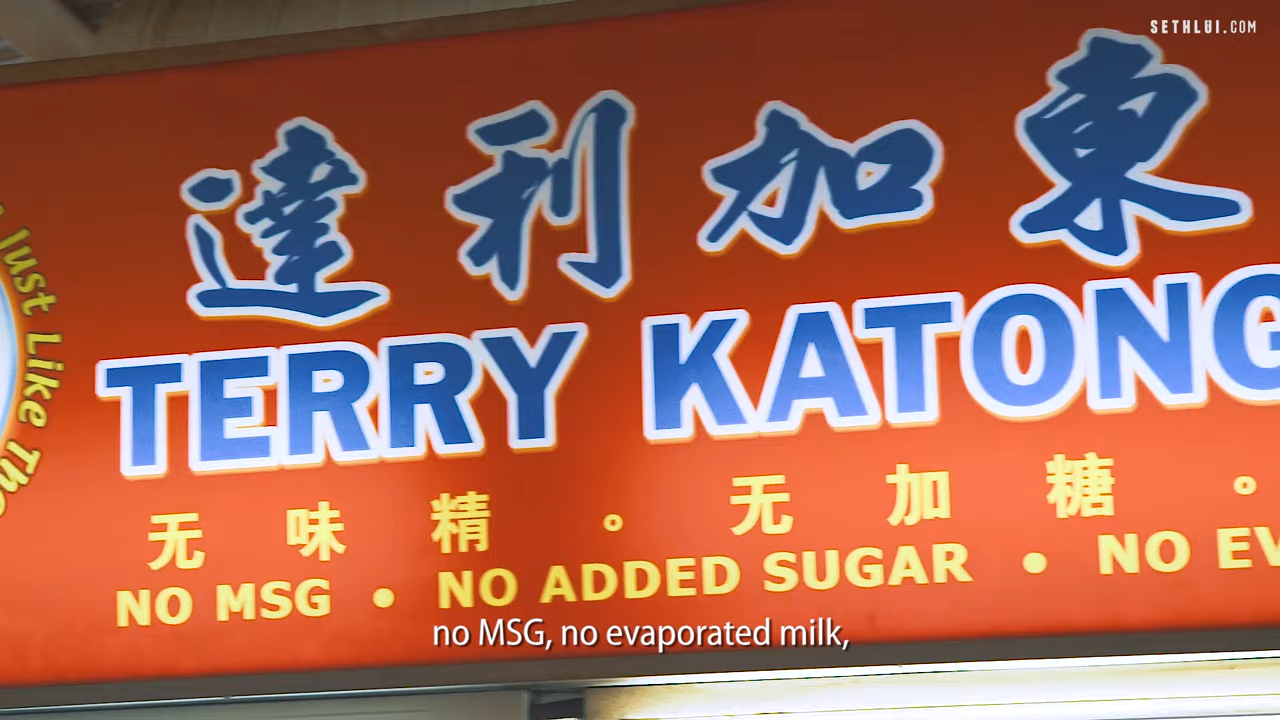 SETHLUI.COM
達利加東
TERRY KATONG
Just Like The
无味精 。 无加糖 。
NO MSG • NO ADDED SUGAR • NO EV
no MSG, no evaporated milk,